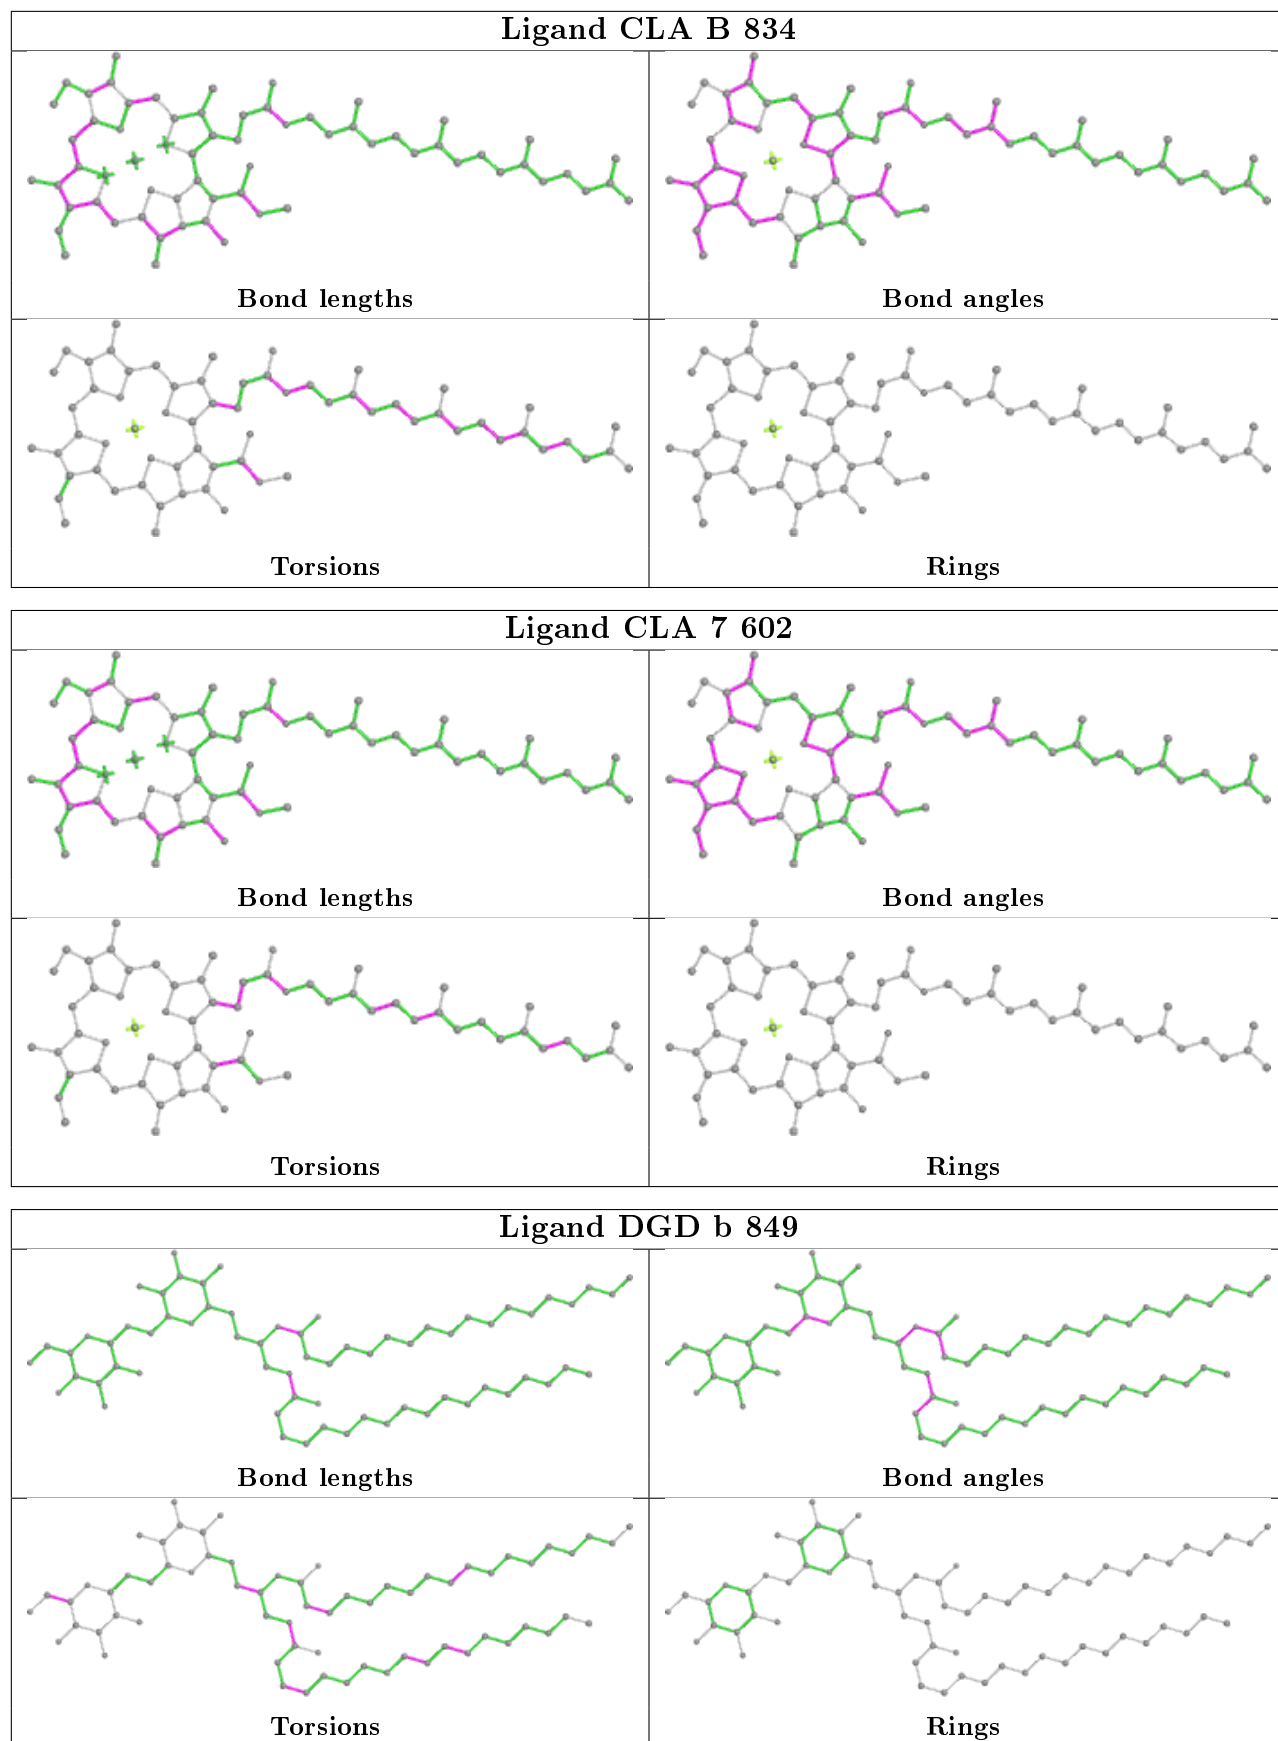 Ligand CLA B 834
Bond lengths
Bond angles
Torsions
Rings
Ligand CLA 7 602
Bond lengths
Bond angles
Torsions
Rings
Ligand DGD b 849
Bond lengths
Bond angles
Torsions
Rings